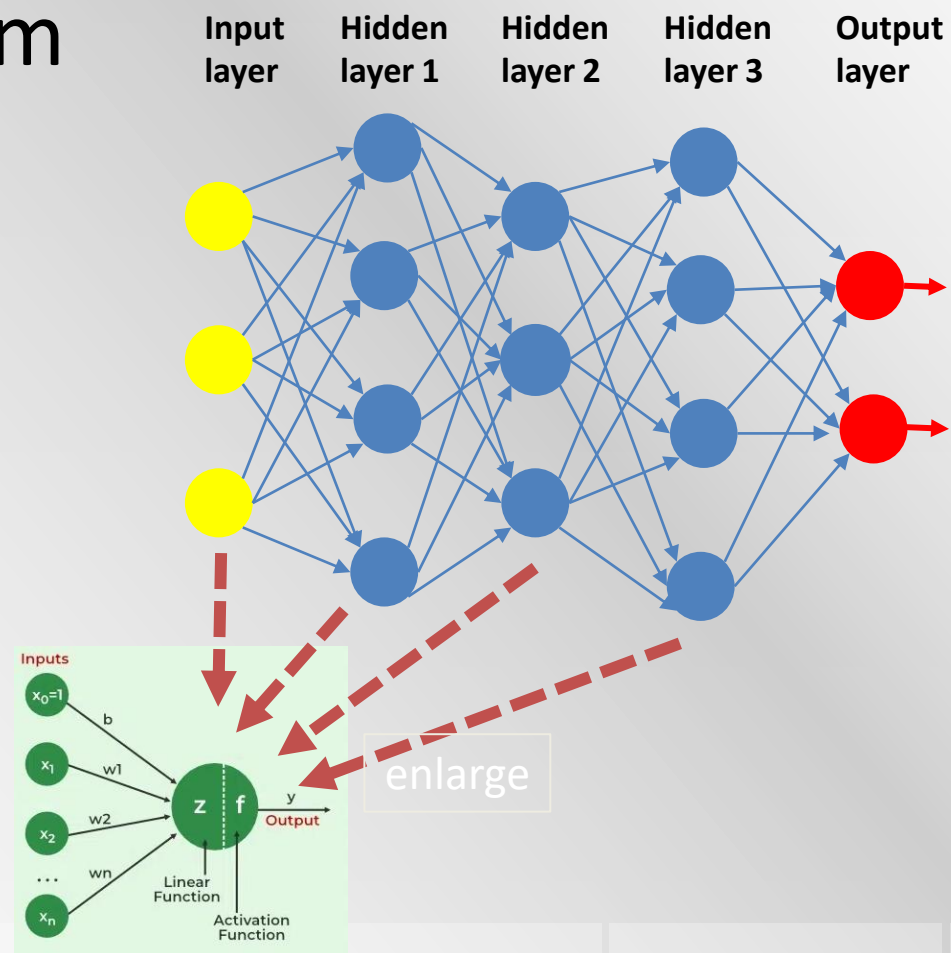 m
Input layer
Hidden layer 1
Hidden layer 2
Hidden layer 3
Output layer
enlarge
Inputs
x0=1
b
x1
w1
x2
w2
...
wn
xn
z f
y
Output
Linear
Function
Activation
Function